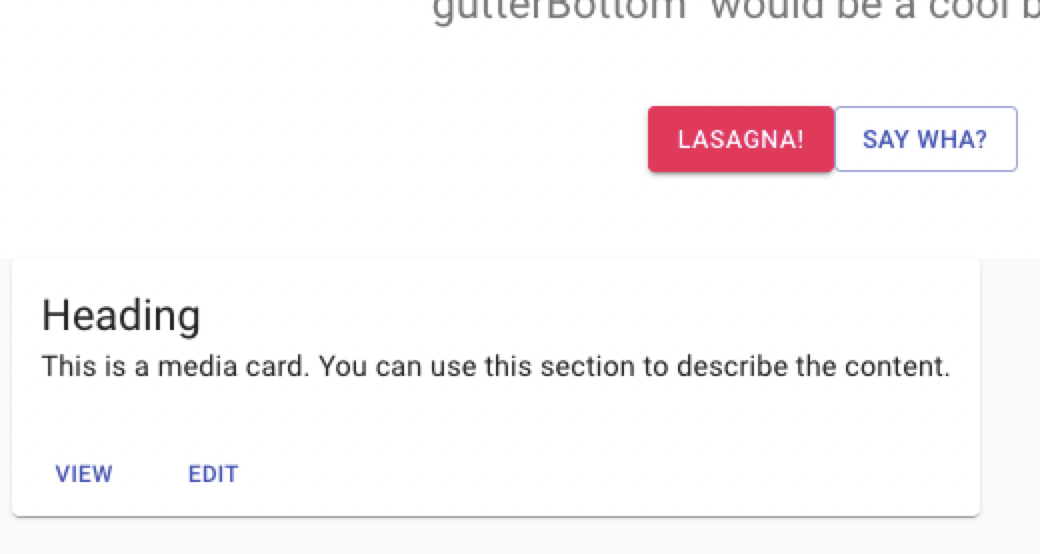 gutterBottom" would be a cool
LASAGNA! SAY WHA?
Heading
This is a media card. You can use this section to describe the content.
VIEW EDIT